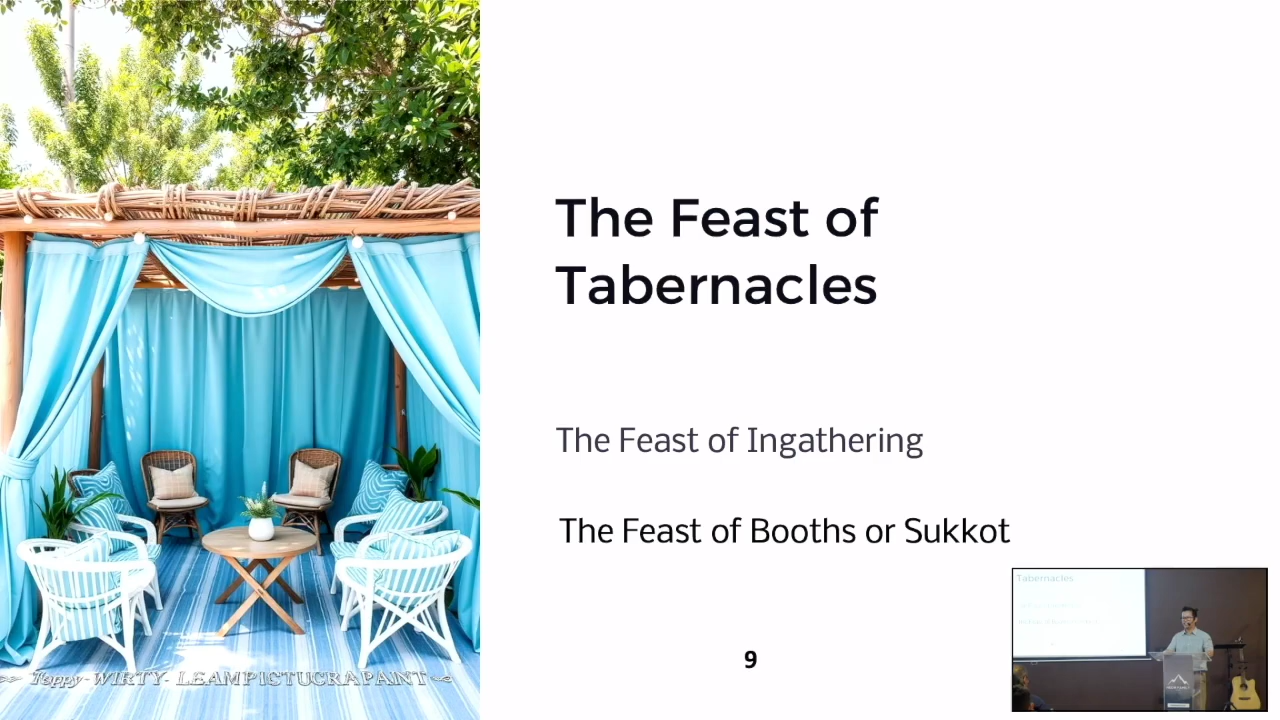 The Feast of
Tabernacles
The Feast of Ingathering
The Feast of Booths or Sukkot
9
Tabernacles